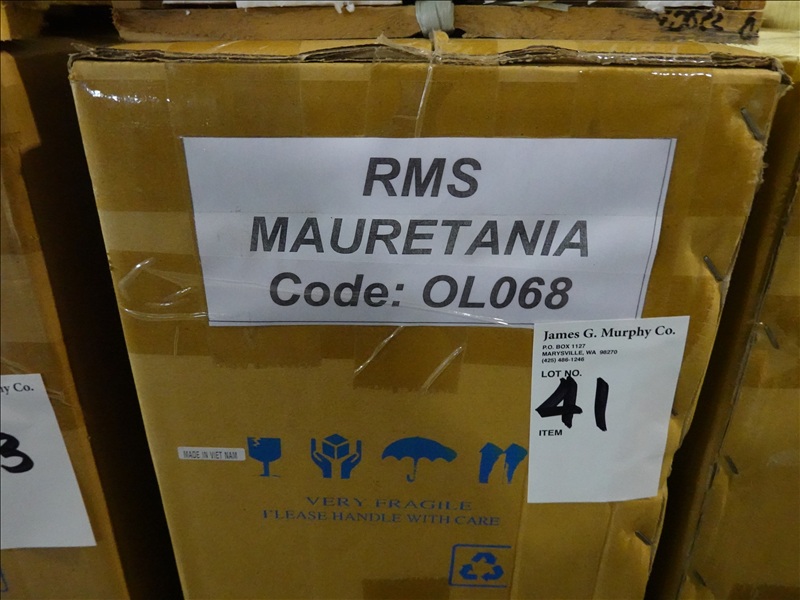 RMS
MAURETANIA
Code: OL068
James G. Murphy Co.
P.O. BOX 1127
MARYSVILLE, WA 98270
(425) 486-1246
LOT NO.
41
ITEM
MADE IN VIET NAM
VERY FRAGILE
PLEASE HANDLE WITH CARE
hy Co.
3